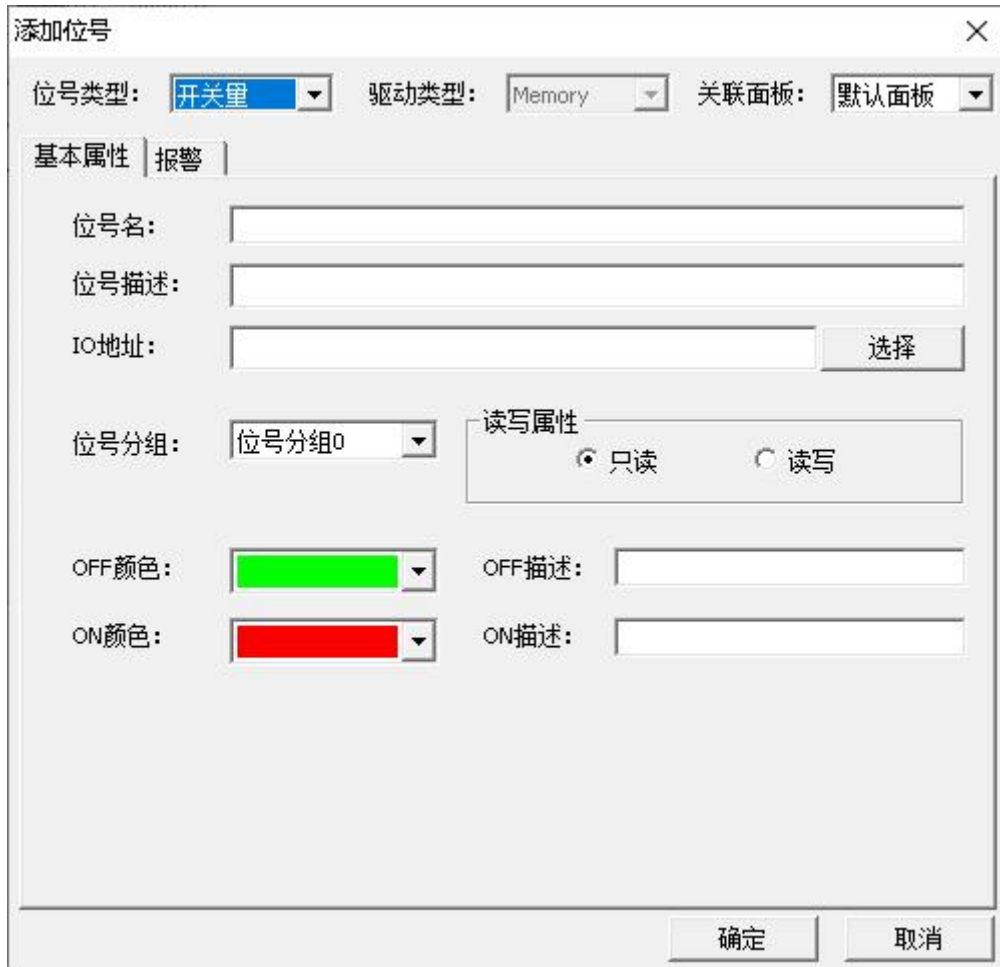 添加位号
位号类型: 开关量 驱动类型: Memory 关联面板: 默认面板
基本属性 报警
位号名:
位号描述:
IO地址: 选择
读写属性
位号分组: 位号分组0 只读 读写
OFF颜色: OFF描述:
ON颜色: ON描述:
确定 取消